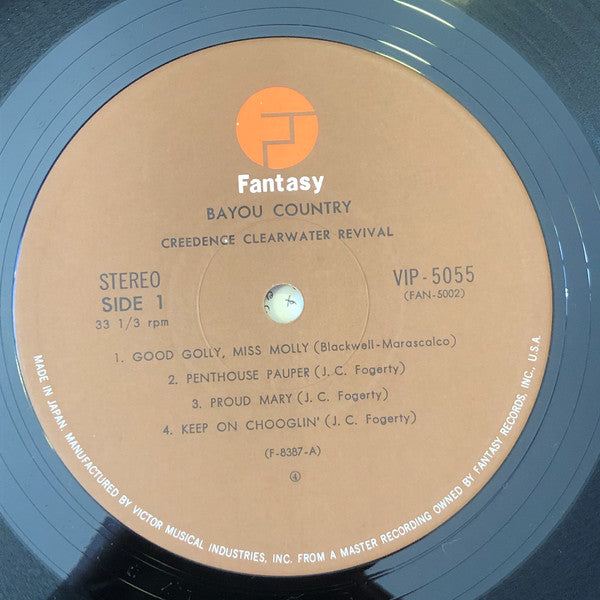 Fantasy
BAYOU COUNTRY
CREEDENCE CLEARWATER REVIVAL
STEREO
SIDE 1
33 1/3 rpm
VIP-5055
(FAN-5002)
1. GOOD GOLLY, MISS MOLLY (Blackwell-Marascalco)
2. PENTHOUSE PAUPER (J. C. Fogerty)
3. PROUD MARY (J. C. Fogerty)
4. KEEP ON CHOOGLIN' (J. C. Fogerty)
(F-8387-A)
④
MADE IN JAPAN. MANUFACTURED BY VICTOR MUSICAL INDUSTRIES, INC. FROM A MASTER RECORDING OWNED BY FANTASY RECORDS, INC., U.S.A.